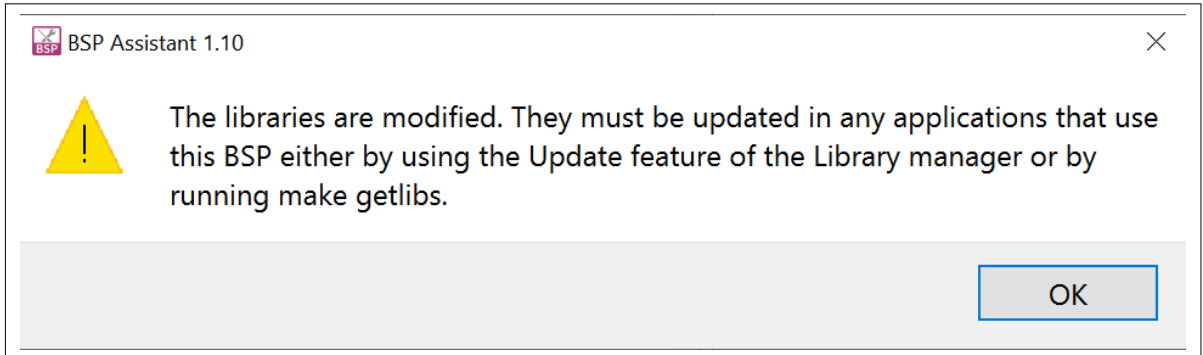 BSP
BSP Assistant 1.10
The libraries are modified. They must be updated in any applications that use
this BSP either by using the Update feature of the Library manager or by
running make getlibs.
OK